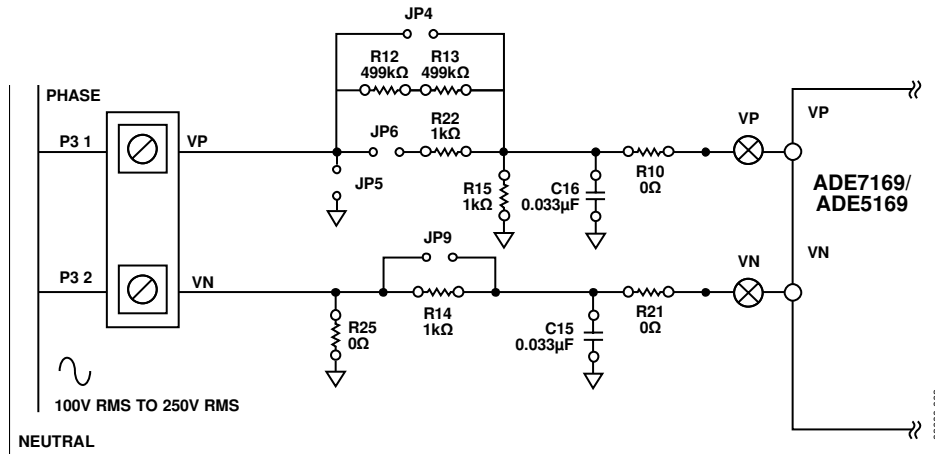 JP4
R12
499kΩ
R13
499kΩ
PHASE
P3 1
VP
JP6
R22
1kΩ
JP5
R15
1kΩ
C16
0.033µF
R10
0Ω
VP
VP
ADE7169/
ADE5169
P3 2
VN
JP9
R14
1kΩ
R25
0Ω
C15
0.033µF
R21
0Ω
VN
VN
100V RMS TO 250V RMS
NEUTRAL